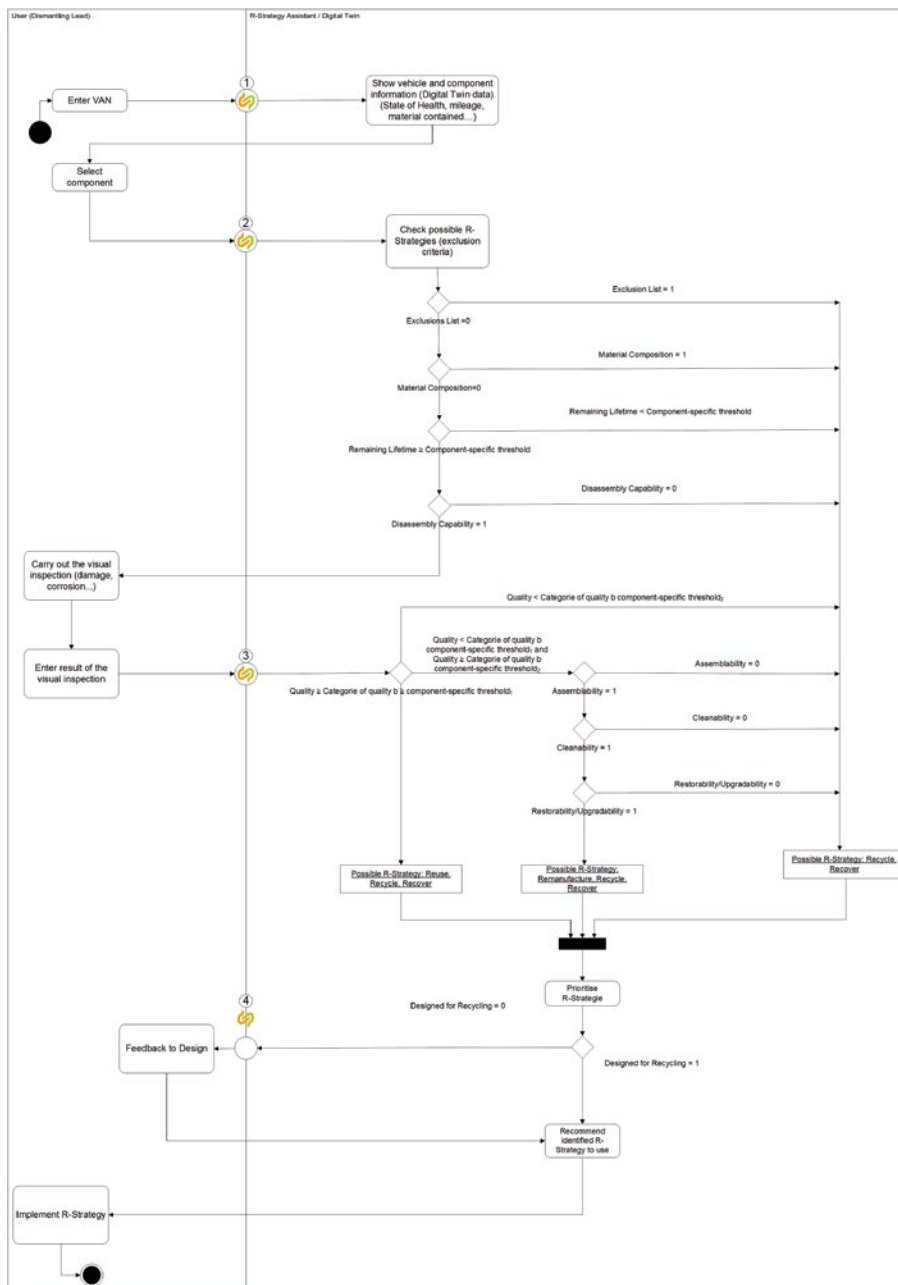 User (Dismantling Lead)
R-Strategy Assistant / Digital Twin
1
Enter VAN
Show vehicle and component
information (Digital Twin data)
(State of Health, mileage,
material contained…)
Select
component
2
Check possible R-
Strategies (exclusion
criteria)
Exclusion List = 1
Exclusions List =0
Material Composition = 1
Material Composition=0
Remaining Lifetime < Component-specific threshold
Remaining Lifetime ≥ Component-specific threshold
Disassembly Capability = 0
Disassembly Capability = 1
Carry out the visual
inspection (damage,
corrosion...)
Quality < Categorie of quality b component-specific threshold₂
3
Enter result of the
visual inspection
Quality < Categorie of quality b
component-specific threshold₁ and
Quality ≥ Categorie of quality b
component-specific threshold₂
Assemblability = 0
Quality ≥ Categorie of quality b ≥ component-specific threshold₁
Assemblability = 1
Cleanability = 0
Cleanability = 1
Restorability/Upgradability = 0
Restorability/Upgradability = 1
Possible R-Strategy: Reuse,
Recycle, Recover
Possible R-Strategy:
Remanufacture, Recycle,
Recover
Possible R-Strategy: Recycle,
Recover
Prioritise
R-Strategie
4
Designed for Recycling = 0
Feedback to Design
Designed for Recycling = 1
Recommend
identified R-
Strategy to use
Implement R-Strategy